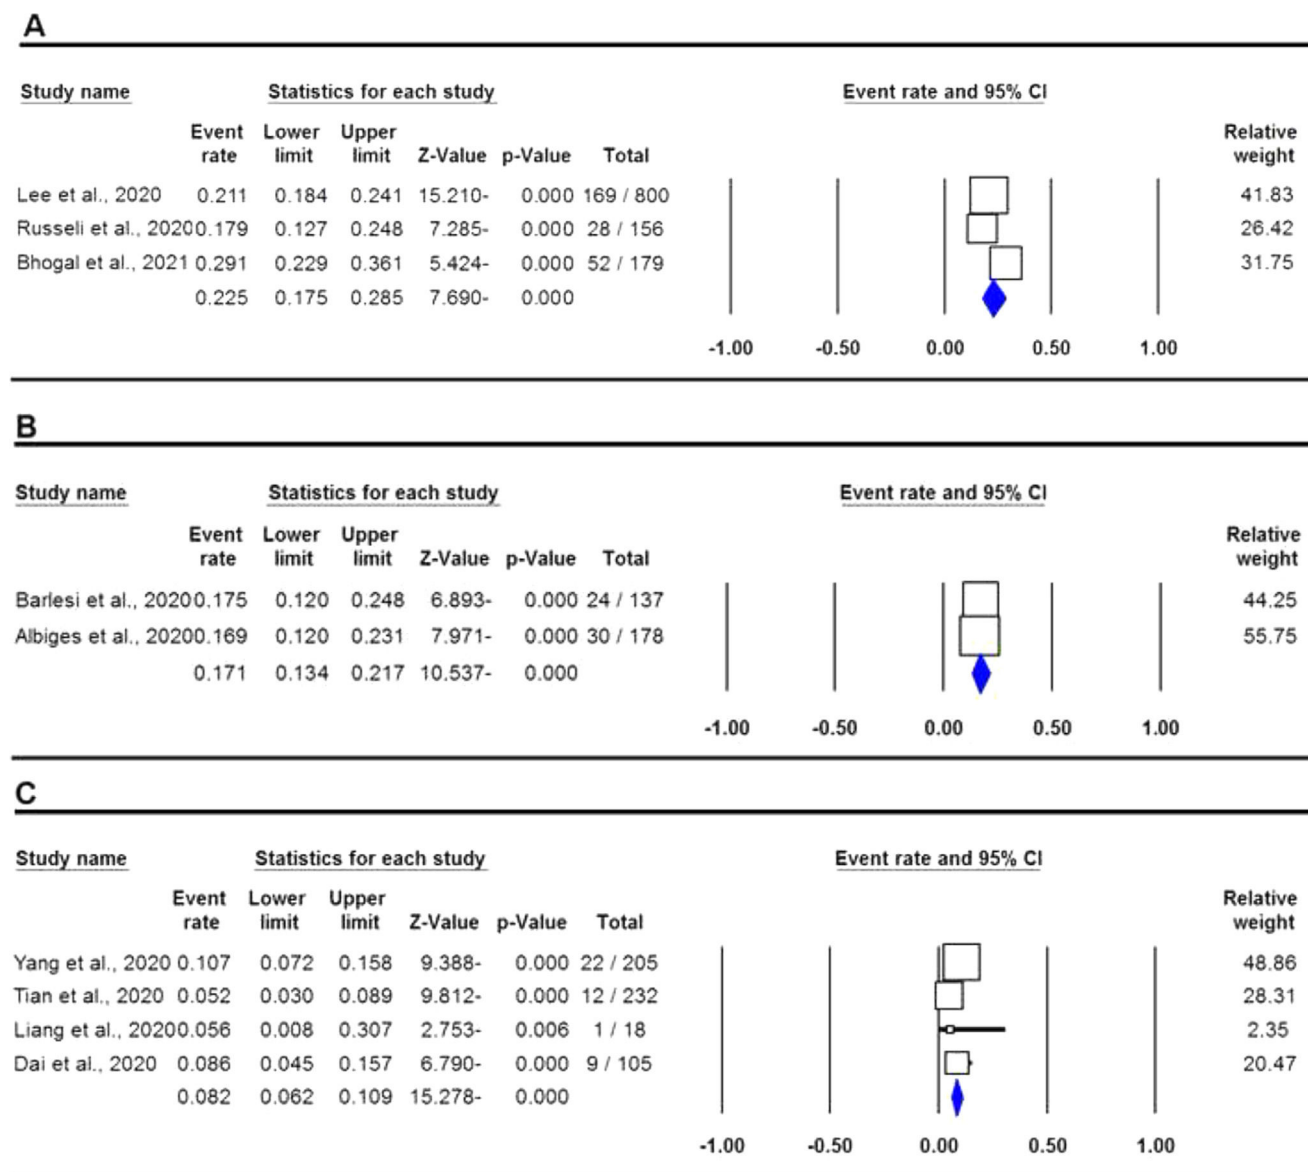 A
Study name Statistics for each study Event rate and 95% CI
Event Lower Upper Relative
rate limit limit Z-Value p-Value Total weight
Lee et al., 2020 0.211 0.184 0.241 15.210- 0.000 169 / 800 41.83
Russeli et al., 2020 0.179 0.127 0.248 7.285- 0.000 28 / 156 26.42
Bhogal et al., 2021 0.291 0.229 0.361 5.424- 0.000 52 / 179 31.75
0.225 0.175 0.285 7.690- 0.000
-1.00 -0.50 0.00 0.50 1.00
B
Study name Statistics for each study Event rate and 95% CI
Event Lower Upper Relative
rate limit limit Z-Value p-Value Total weight
Barlesi et al., 2020 0.175 0.120 0.248 6.893- 0.000 24 / 137 44.25
Albiges et al., 2020 0.169 0.120 0.231 7.971- 0.000 30 / 178 55.75
0.171 0.134 0.217 10.537- 0.000
-1.00 -0.50 0.00 0.50 1.00
C
Study name Statistics for each study Event rate and 95% CI
Event Lower Upper Relative
rate limit limit Z-Value p-Value Total weight
Yang et al., 2020 0.107 0.072 0.158 9.388- 0.000 22 / 205 48.86
Tian et al., 2020 0.052 0.030 0.089 9.812- 0.000 12 / 232 28.31
Liang et al., 2020 0.056 0.008 0.307 2.753- 0.006 1 / 18 2.35
Dai et al., 2020 0.086 0.045 0.157 6.790- 0.000 9 / 105 20.47
0.082 0.062 0.109 15.278- 0.000
-1.00 -0.50 0.00 0.50 1.00